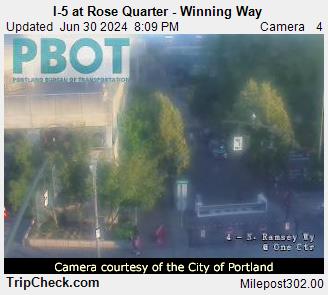 I-5 at Rose Quarter - Winning Way
Updated  Jun 30 2024  8:09 PM  Camera  4
PBOT
PORTLAND BUREAU OF TRANSPORTATION
4 - N. Ramsey Wy
@ One Ctr
Camera courtesy of the City of Portland
TripCheck.com  Milepost302.00